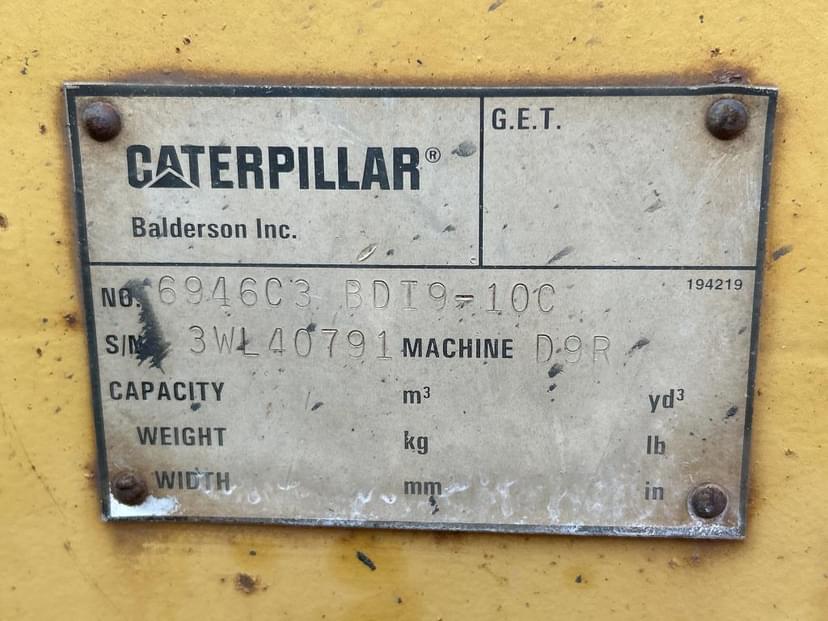 CATERPILLAR®
Balderson Inc.
G.E.T.
194219
NO. 6946C3 BDI9-10C
S/N 3WL40791 MACHINE D9R
CAPACITY m³ yd³
WEIGHT kg lb
WIDTH mm in